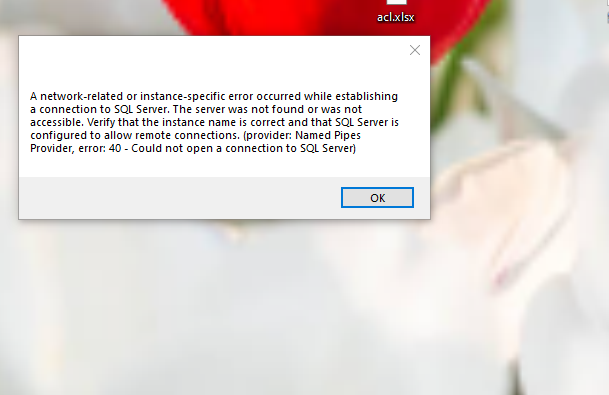 acl.xlsx
A network-related or instance-specific error occurred while establishing
a connection to SQL Server. The server was not found or was not
accessible. Verify that the instance name is correct and that SQL Server is
configured to allow remote connections. (provider: Named Pipes
Provider, error: 40 - Could not open a connection to SQL Server)
OK